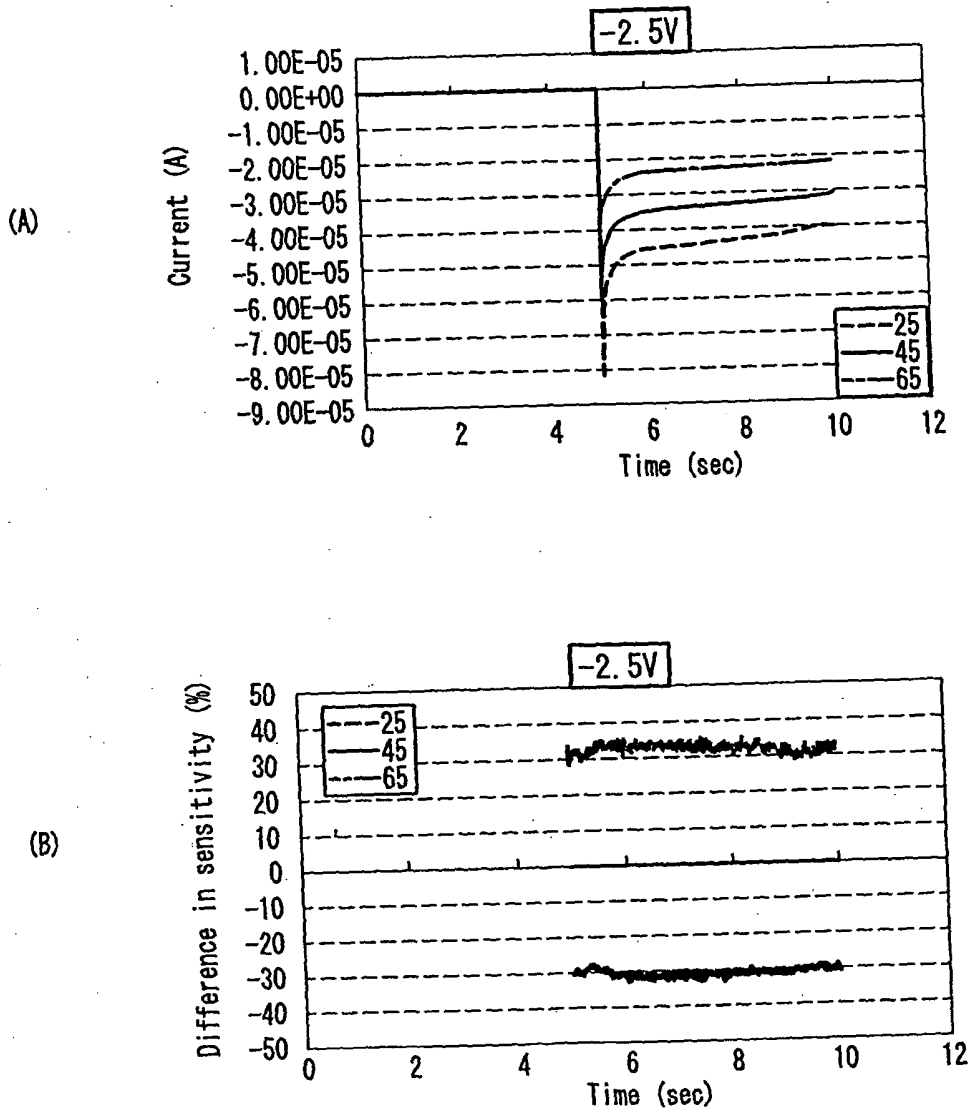 (A)
-2.5V
Current (A)
1.00E-05
0.00E+00
-1.00E-05
-2.00E-05
-3.00E-05
-4.00E-05
-5.00E-05
-6.00E-05
-7.00E-05
-8.00E-05
-9.00E-05
25
45
65
0 2 4 6 8 10 12
Time (sec)
(B)
-2.5V
Difference in sensitivity (%)
50
40
30
20
10
0
-10
-20
-30
-40
-50
25
45
65
0 2 4 6 8 10 12
Time (sec)